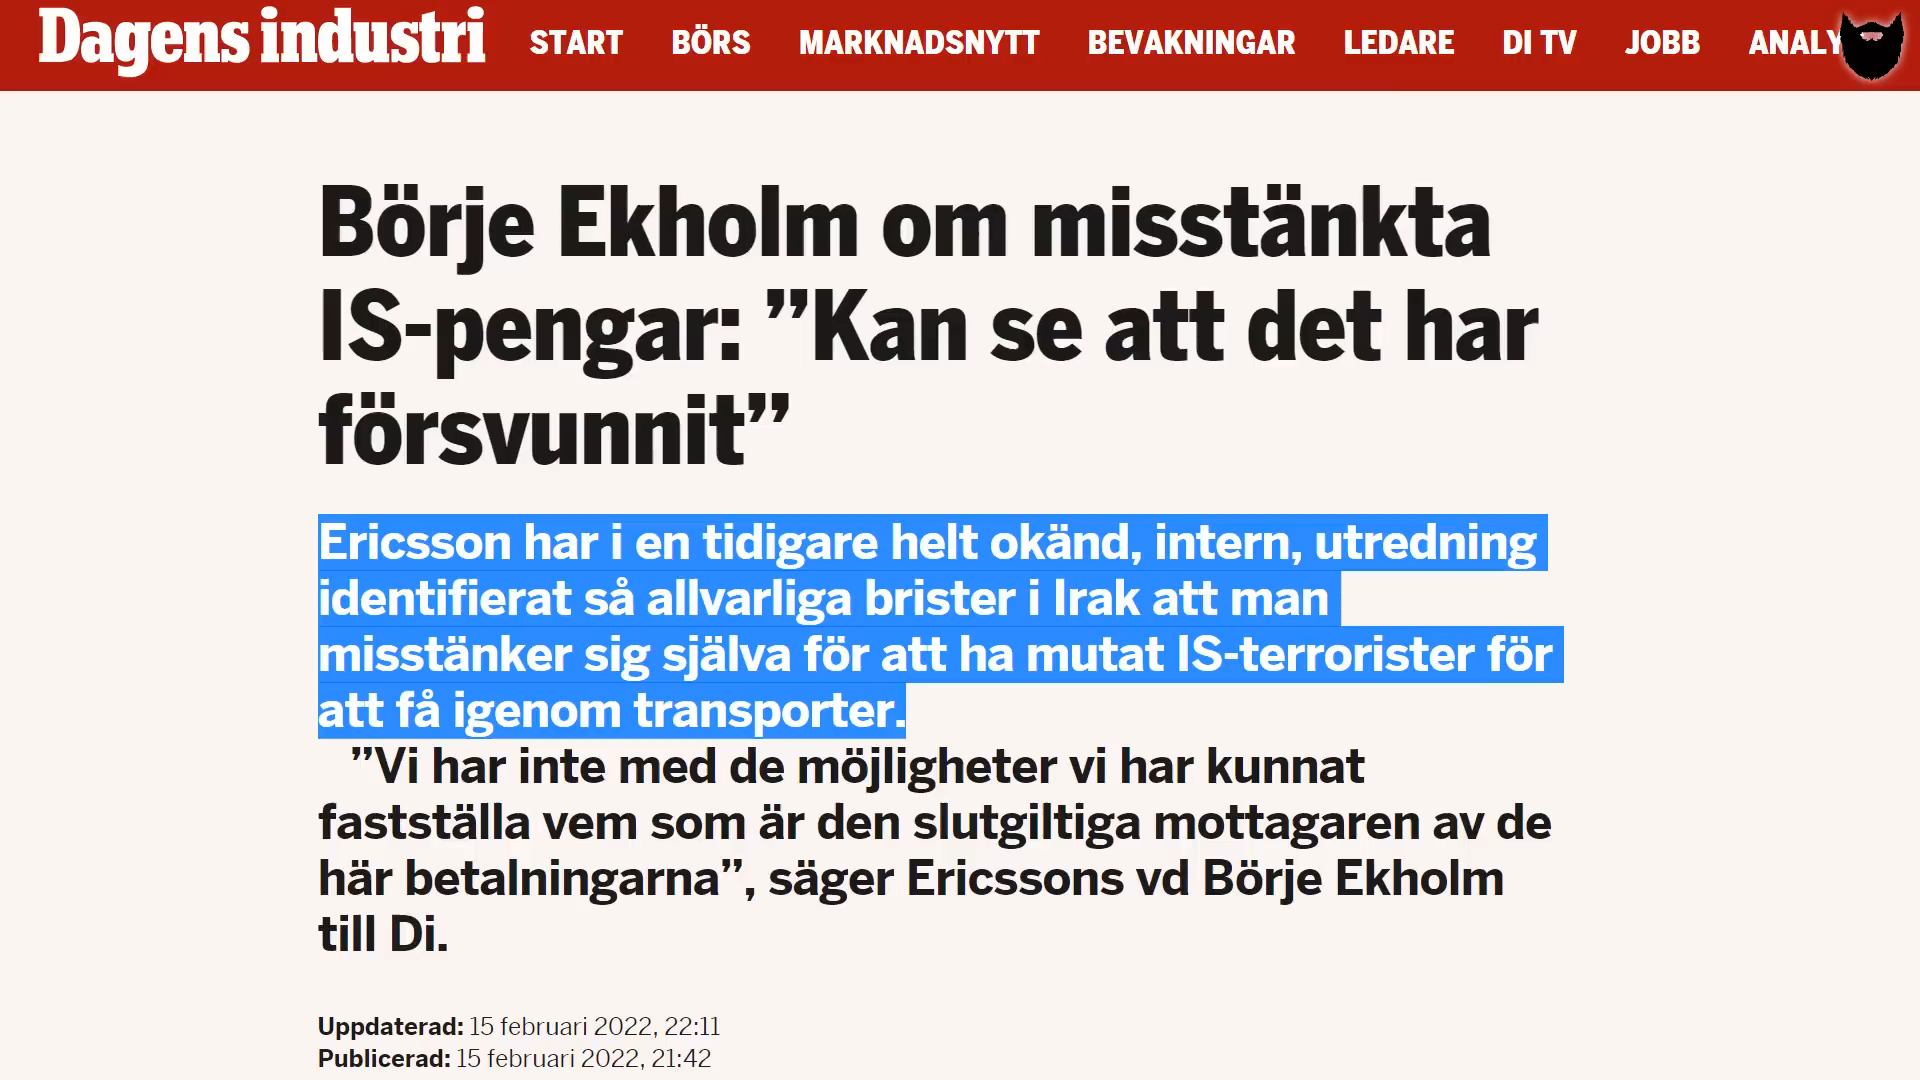 Dagens industri START BÖRS MARKNADSNYTT BEVAKNINGAR LEDARE DI TV JOBB ANALY
Börje Ekholm om misstänkta
IS-pengar: ”Kan se att det har
försvunnit”
Ericsson har i en tidigare helt okänd, intern, utredning
identifierat så allvarliga brister i Irak att man
misstänker sig själva för att ha mutat IS-terrorister för
att få igenom transporter.
”Vi har inte med de möjligheter vi har kunnat
fastställa vem som är den slutgiltiga mottagaren av de
här betalningarna”, säger Ericssons vd Börje Ekholm
till Di.
Uppdaterad: 15 februari 2022, 22:11
Publicerad: 15 februari 2022, 21:42